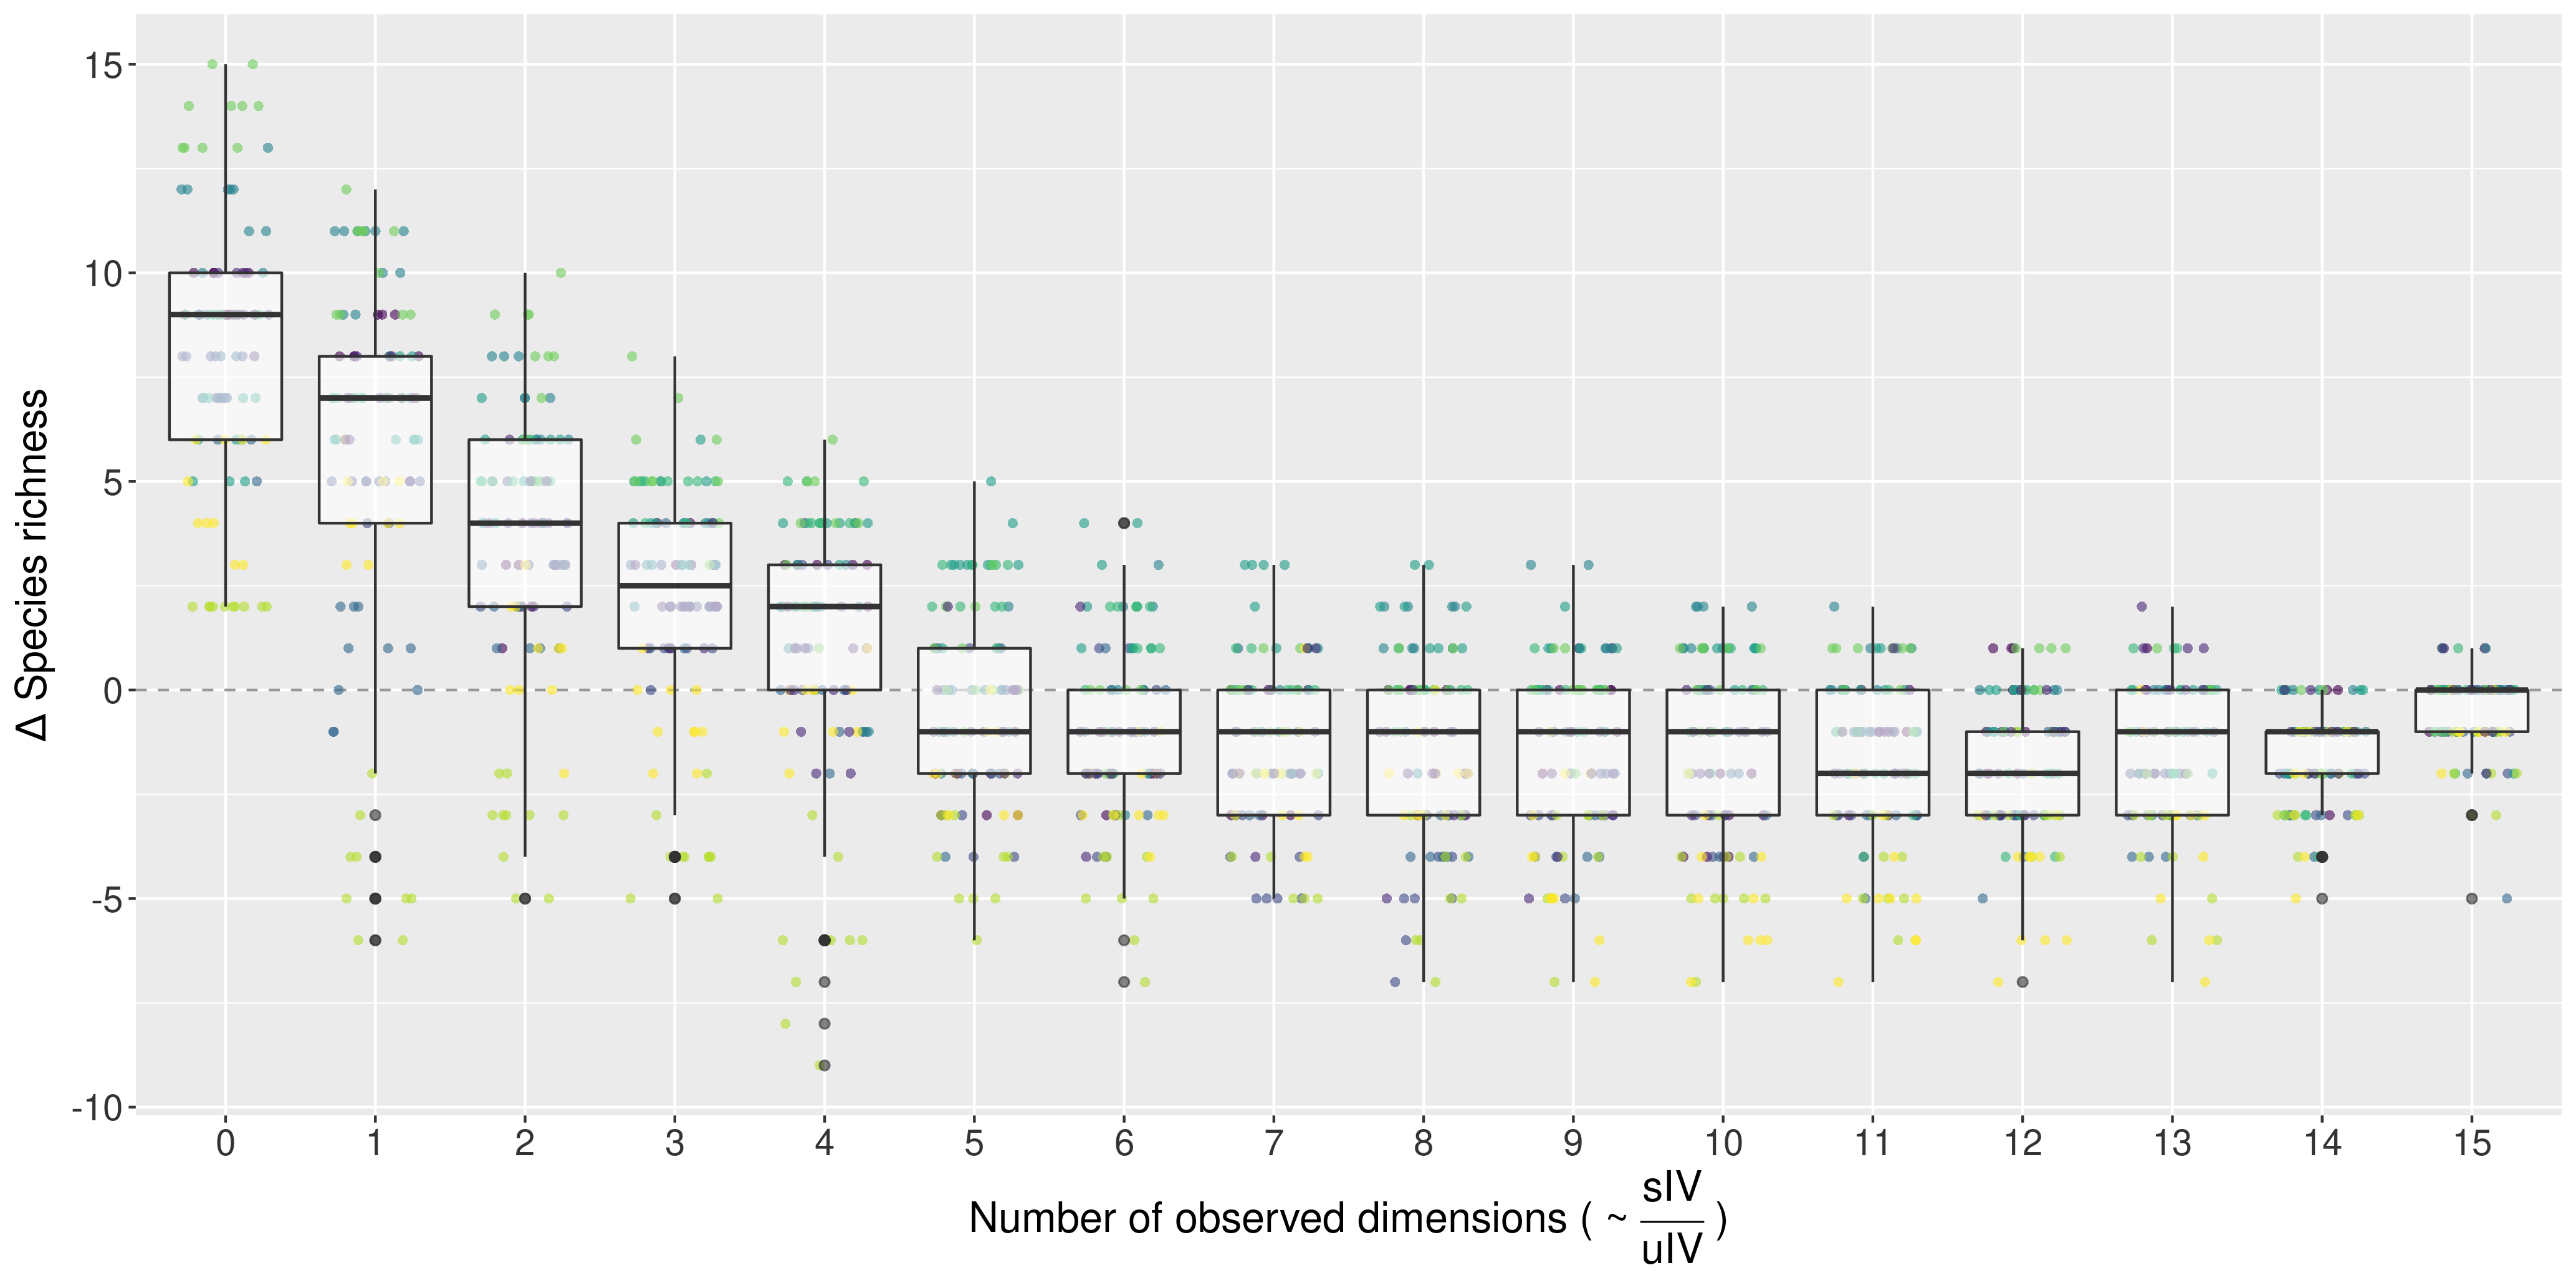 Δ Species richness
15
10
5
0
-5
-10
0 1 2 3 4 5 6 7 8 9 10 11 12 13 14 15
Number of observed dimensions ( ~ sIV / uIV )